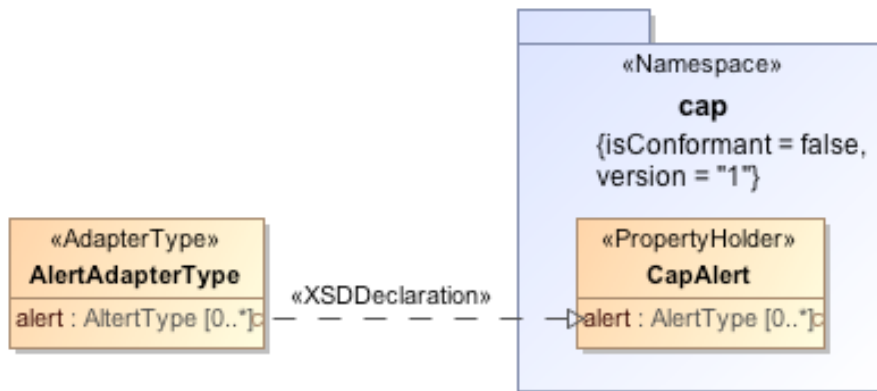 «Namespace»
cap
{isConformant = false,
version = "1"}
«AdapterType»
AlertAdapterType
alert : AltertType [0..*]
«XSDDeclaration»
«PropertyHolder»
CapAlert
alert : AlertType [0..*]